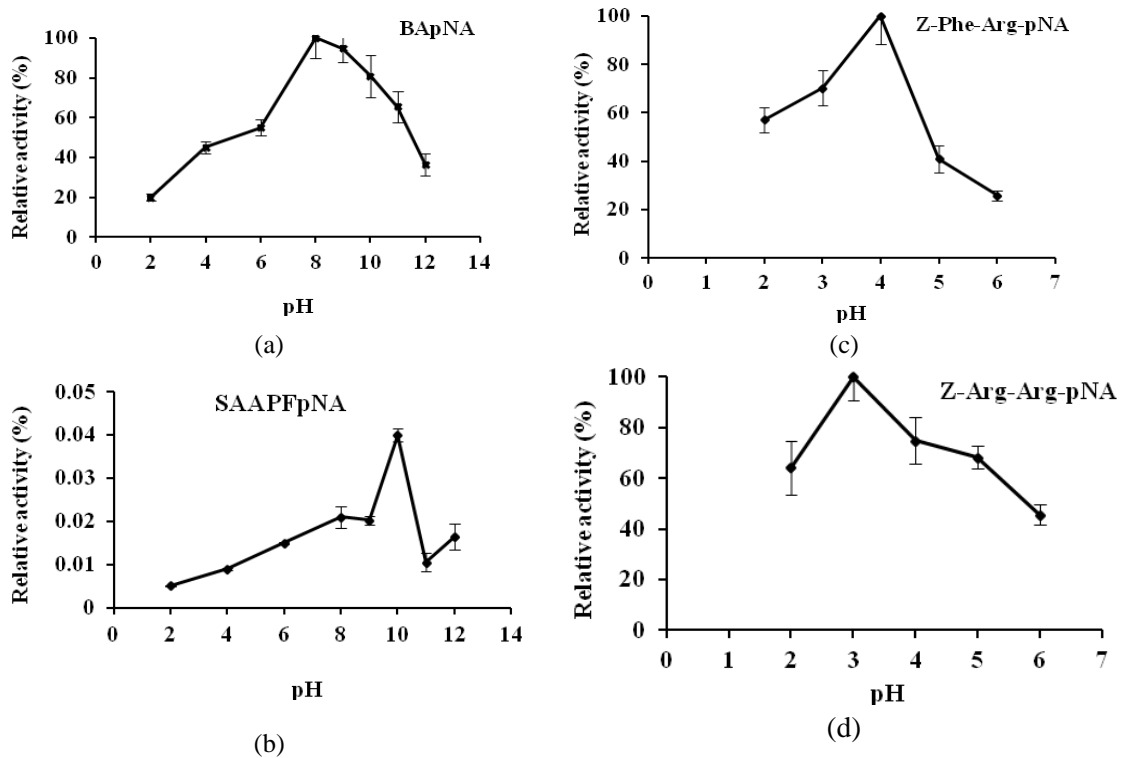 BApNA
Relative activity (%)
100
80
60
40
20
0
0 2 4 6 8 10 12 14
pH
(a)
Z-Phe-Arg-pNA
Relative activity (%)
100
80
60
40
20
0
0 1 2 3 4 5 6 7
pH
(c)
SAAPFpNA
Relative activity (%)
0.05
0.04
0.03
0.02
0.01
0
0 2 4 6 8 10 12 14
pH
(b)
Z-Arg-Arg-pNA
Relative activity (%)
100
80
60
40
20
0
0 1 2 3 4 5 6 7
pH
(d)